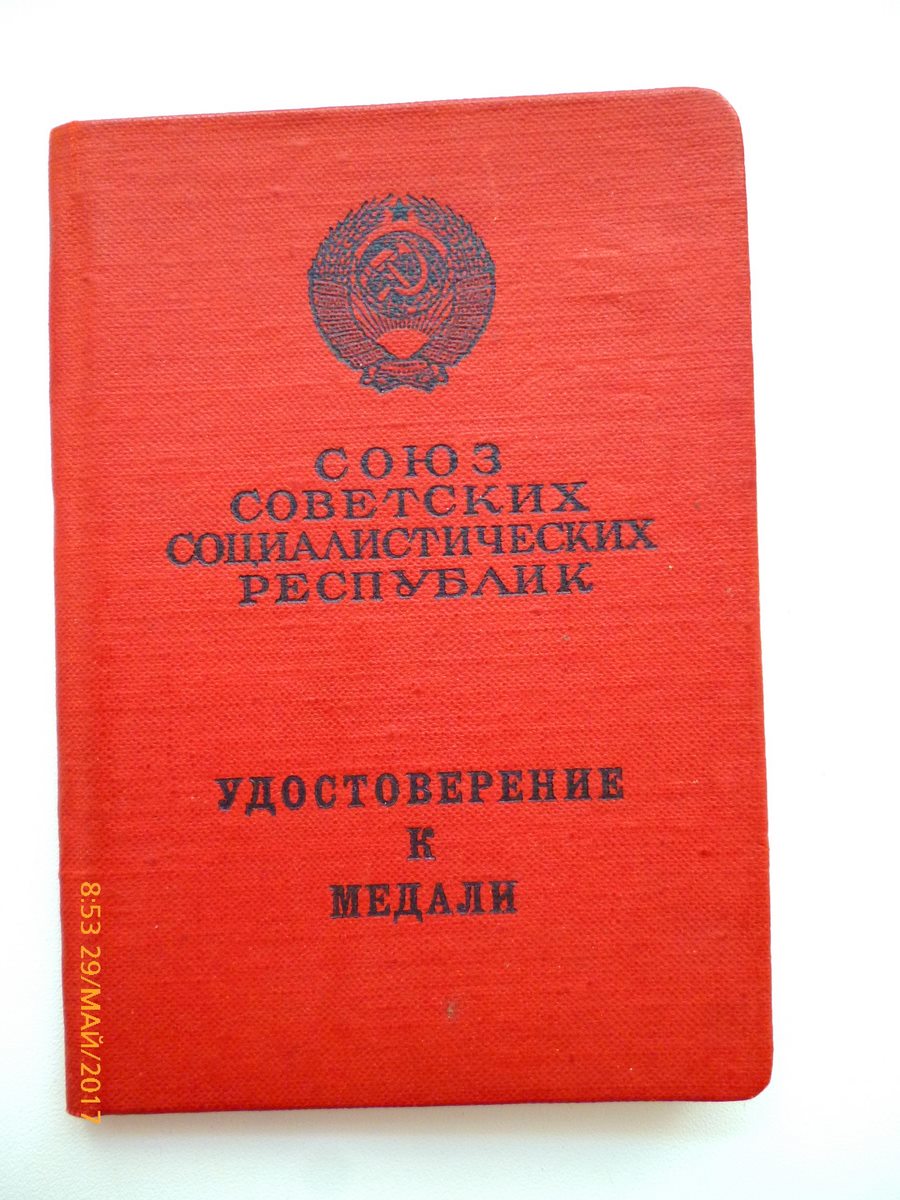 СОЮЗ
СОВЕТСКИХ
СОЦИАЛИСТИЧЕСКИХ
РЕСПУБЛИК
УДОСТОВЕРЕНИЕ
К
МЕДАЛИ
8:53 29/МАЙ/2017